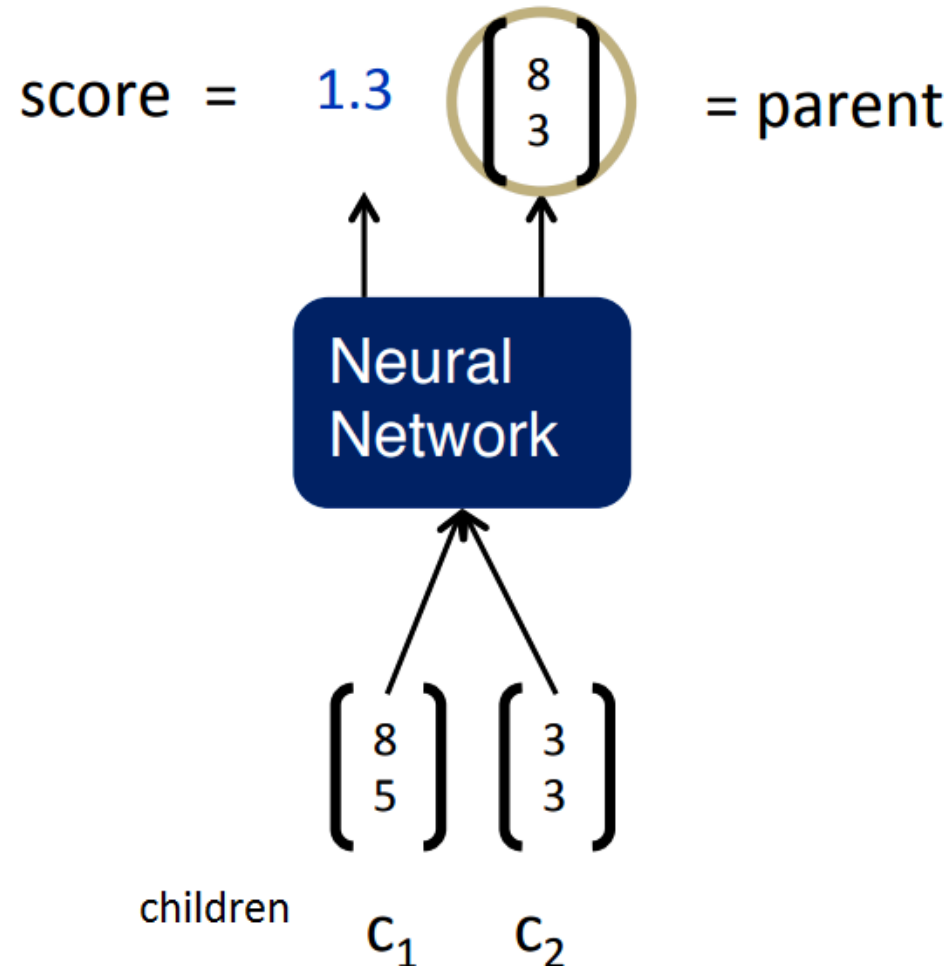 score = 1.3
8
3
= parent
Neural
Network
8
5
3
3
children
c₁ c₂